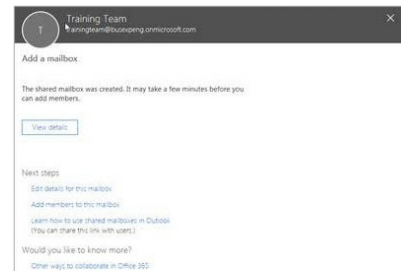 T
Training Team
trainingteam@busexpeng.onmicrosoft.com
Add a mailbox
The shared mailbox was created. It may take a few minutes before you
can add members.
View details
Next steps
Edit details for this mailbox
Add members to this mailbox
Learn how to use shared mailboxes in Outlook
(You can share this link with users.)
Would you like to know more?
Other ways to collaborate in Office 365